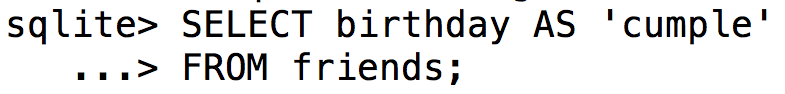 sqlite> SELECT birthday AS 'cumple'
...> FROM friends;